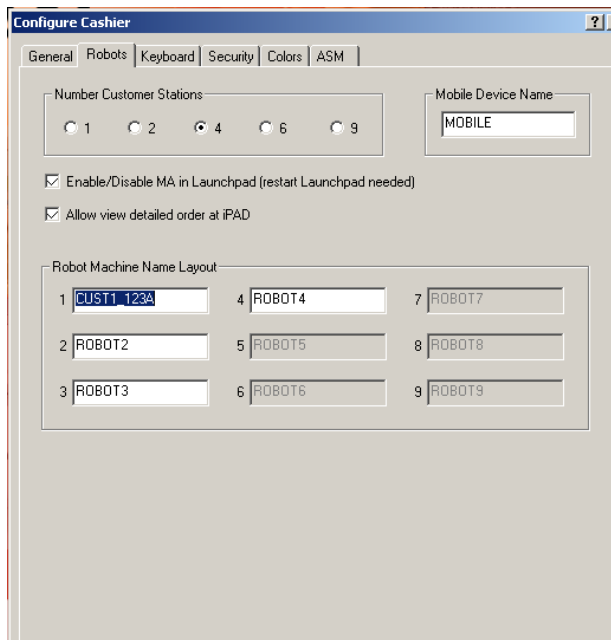 Configure Cashier ?
General Robots Keyboard Security Colors ASM
Number Customer Stations
1 2 4 6 9
Mobile Device Name
MOBILE
Enable/Disable MA in Launchpad (restart Launchpad needed)
Allow view detailed order at iPAD
Robot Machine Name Layout
1 CUST1_123A 4 ROBOT4 7 ROBOT7
2 ROBOT2 5 ROBOT5 8 ROBOT8
3 ROBOT3 6 ROBOT6 9 ROBOT9